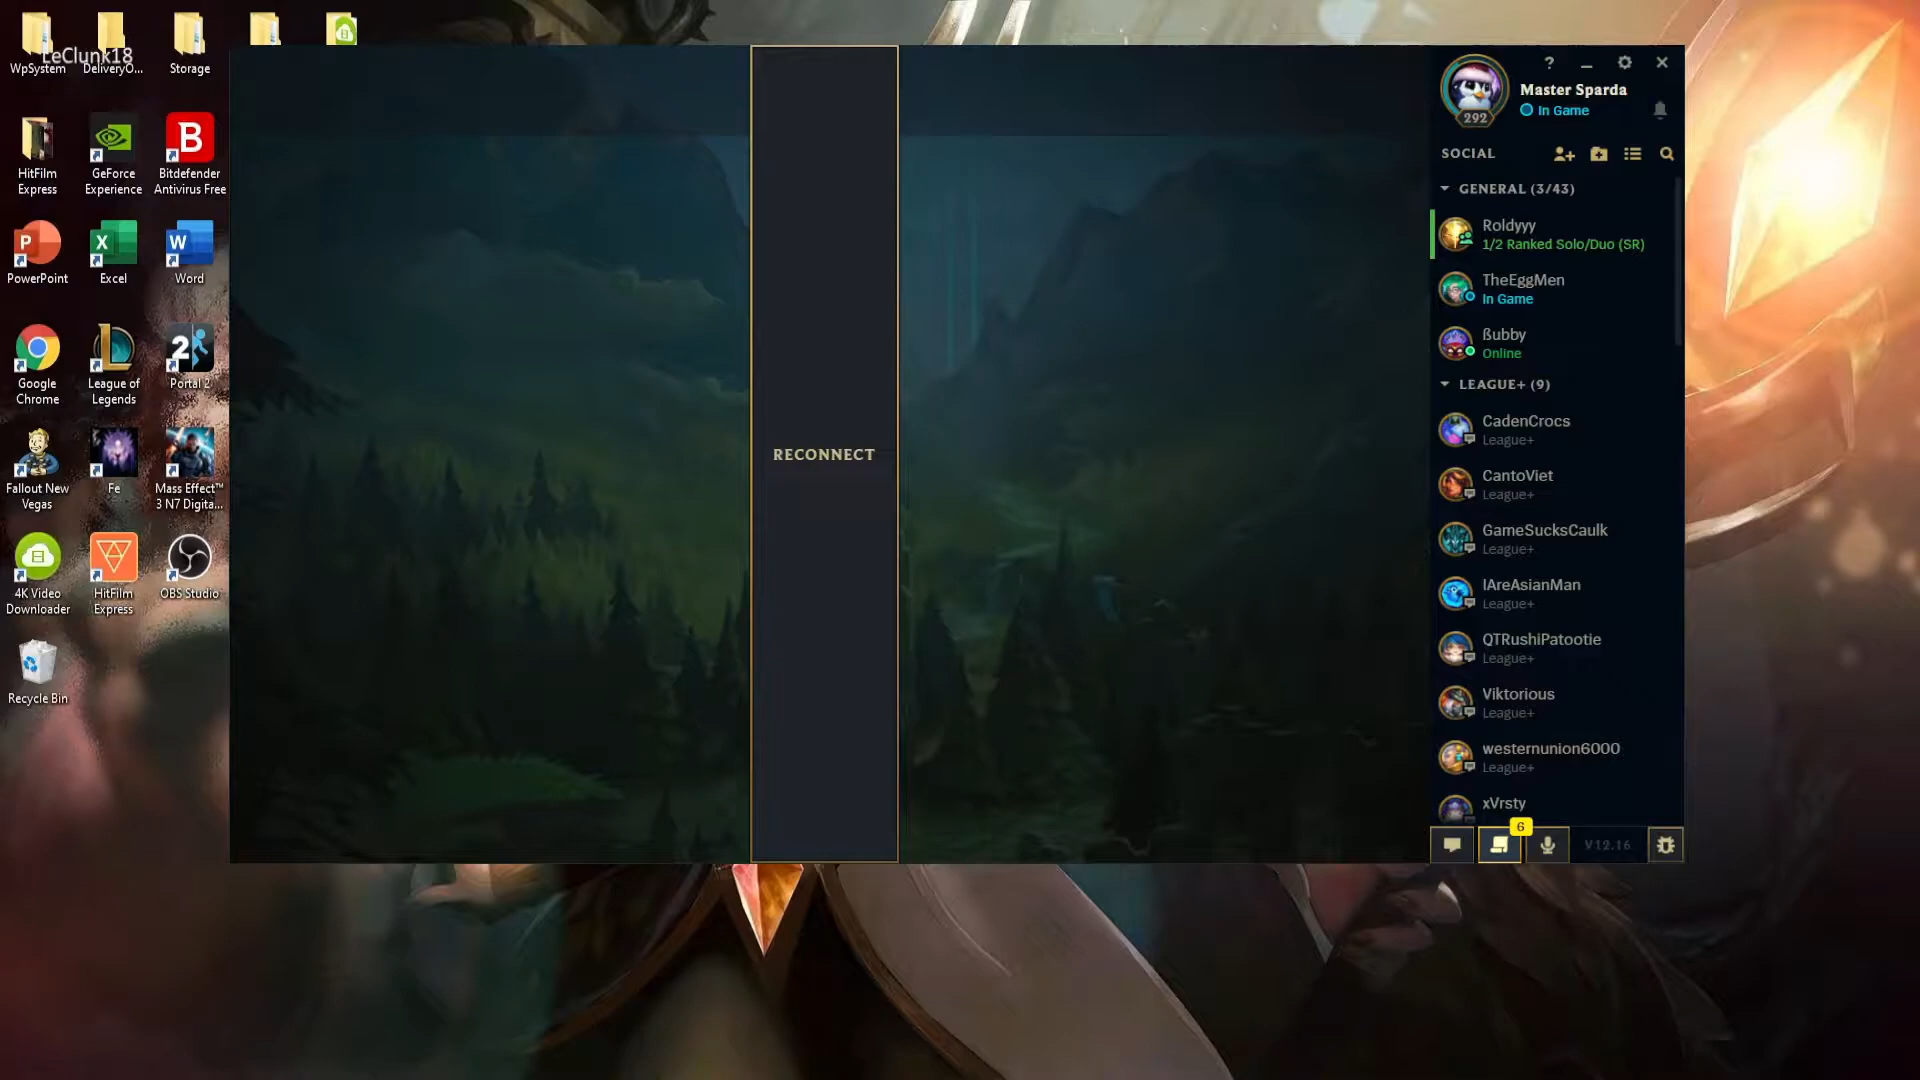 LeClunk18
WpSystem
DeliveryO...
Storage
HitFilm
Express
GeForce
Experience
Bitdefender
Antivirus Free
PowerPoint
Excel
Word
Google
Chrome
League of
Legends
Portal 2
Fallout New
Vegas
Fe
Mass Effect™
3 N7 Digita...
4K Video
Downloader
HitFilm
Express
OBS Studio
Recycle Bin
RECONNECT
?
292
Master Sparda
In Game
SOCIAL
GENERAL (3/43)
Roldyyy
1/2 Ranked Solo/Duo (SR)
TheEggMen
In Game
ßubby
Online
LEAGUE+ (9)
CadenCrocs
League+
CantoViet
League+
GameSucksCaulk
League+
IAreAsianMan
League+
QTRushiPatootie
League+
Viktorious
League+
westernunion6000
League+
xVrsty
6
V12.16